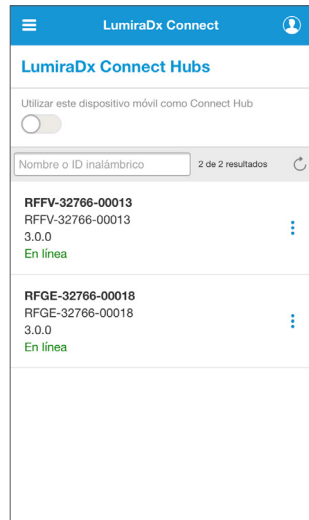 LumiraDx Connect
LumiraDx Connect Hubs
Utilizar este dispositivo móvil como Connect Hub
Nombre o ID inalámbrico
2 de 2 resultados
RFFV-32766-00013
RFFV-32766-00013
3.0.0
En línea
RFGE-32766-00018
RFGE-32766-00018
3.0.0
En línea